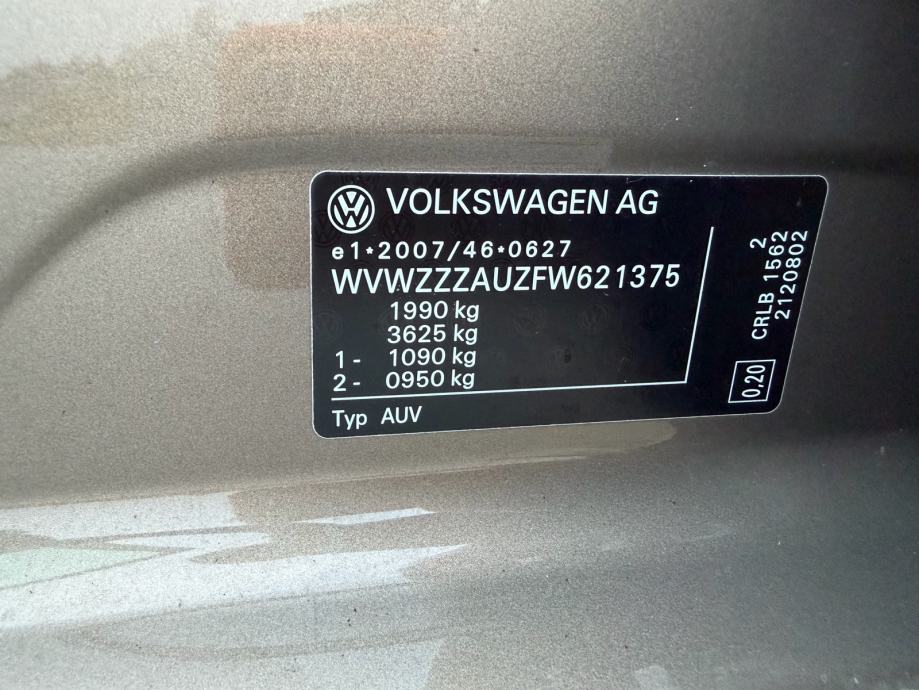 VOLKSWAGEN AG
e1*2007/46*0627
WVWZZZAUZFW621375
1990 kg
3625 kg
1- 1090 kg
2- 0950 kg
Typ AUV
2
CRLB 1562
2120802
0,20